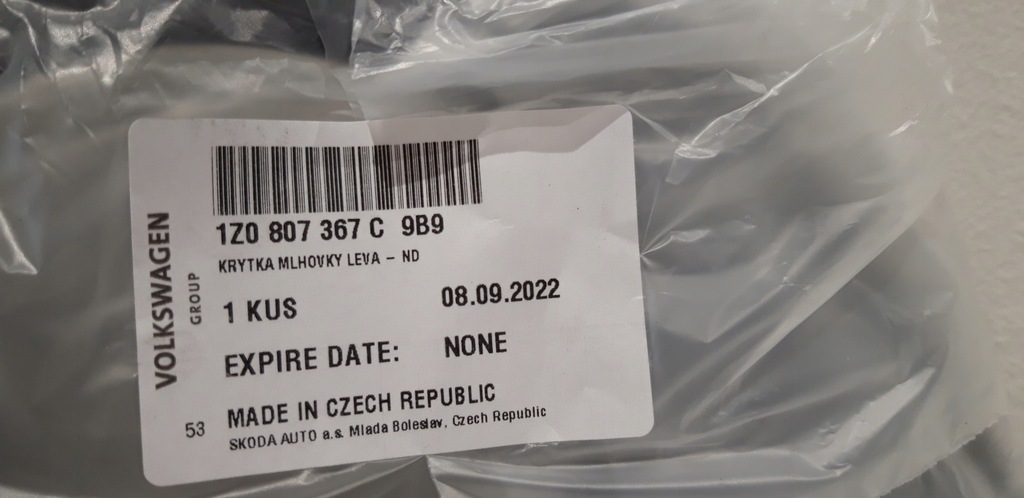 VOLKSWAGEN
GROUP
1Z0 807 367 C 9B9
KRYTKA MLHOVKY LEVA - ND
1 KUS
08.09.2022
EXPIRE DATE: NONE
53
MADE IN CZECH REPUBLIC
SKODA AUTO a.s. Mlada Boleslav, Czech Republic